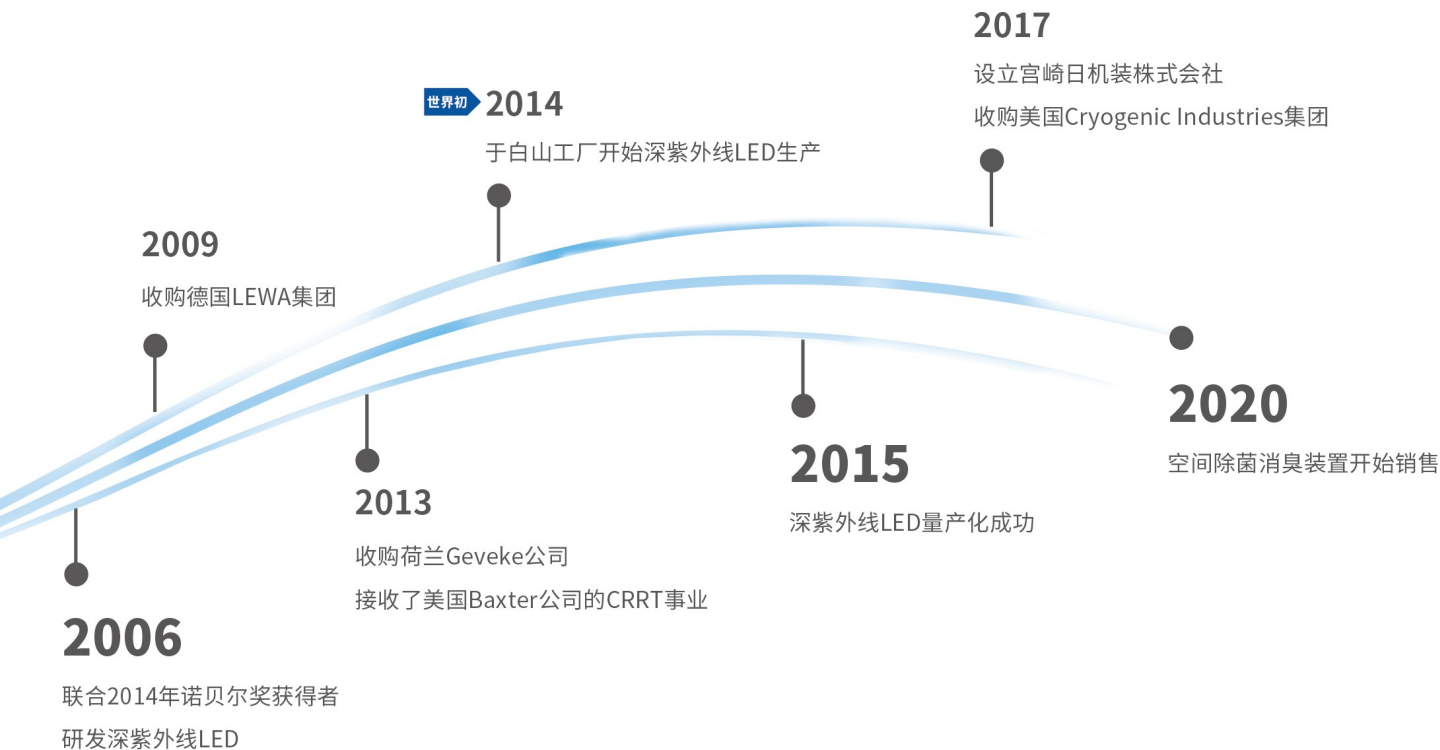 2006
联合2014年诺贝尔奖获得者
研发深紫外线LED
2009
收购德国LEWA集团
2013
收购荷兰Geveke公司
接收了美国Baxter公司的CRRT事业
世界初
2014
于白山工厂开始深紫外线LED生产
2015
深紫外线LED量产化成功
2017
设立宫崎日机装株式会社
收购美国Cryogenic Industries集团
2020
空间除菌消臭装置开始销售